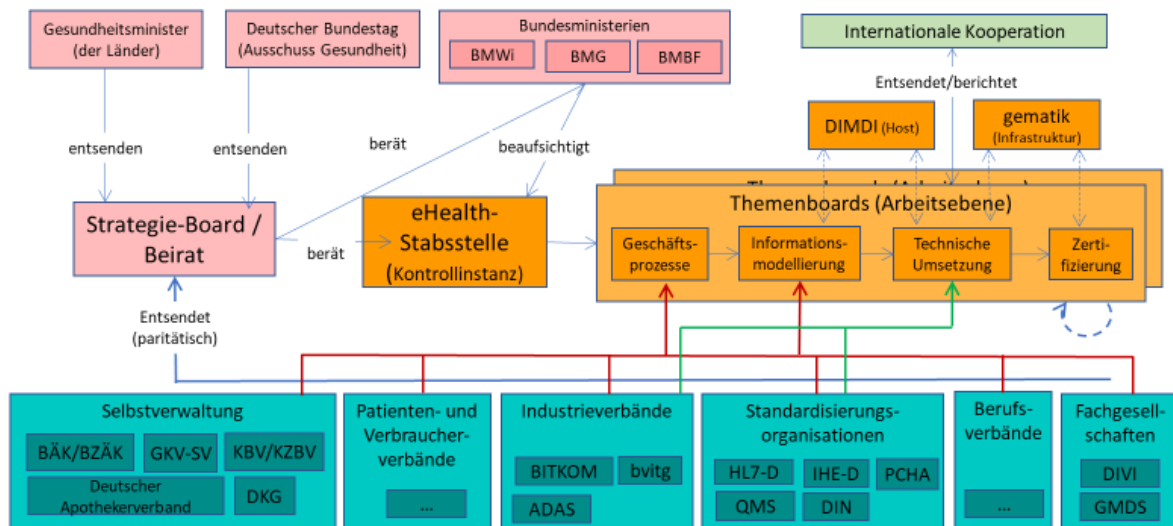 Gesundheitsminister
(der Länder)
Deutscher Bundestag
(Ausschuss Gesundheit)
Bundesministerien
BMWi
BMG
BMBF
Internationale Kooperation
Entsendet/berichtet
DIMDI (Host)
gematik
(Infrastruktur)
entsenden
entsenden
berät
beaufsichtigt
Themenboards (Arbeitsebene)
Themenboards (Arbeitsebene)
Strategie-Board /
Beirat
berät
eHealth-
Stabsstelle
(Kontrollinstanz)
Geschäfts-
prozesse
Informations-
modellierung
Technische
Umsetzung
Zerti-
fizierung
Entsendet
(paritätisch)
Selbstverwaltung
BÄK/BZÄK
GKV-SV
KBV/KZBV
Deutscher
Apothekerverband
DKG
Patienten- und
Verbraucher-
verbände
...
Industrieverbände
BITKOM
bvitg
ADAS
Standardisierungs-
organisationen
HL7-D
IHE-D
PCHA
QMS
DIN
Berufs-
verbände
...
Fachgesell-
schaften
DIVI
GMDS